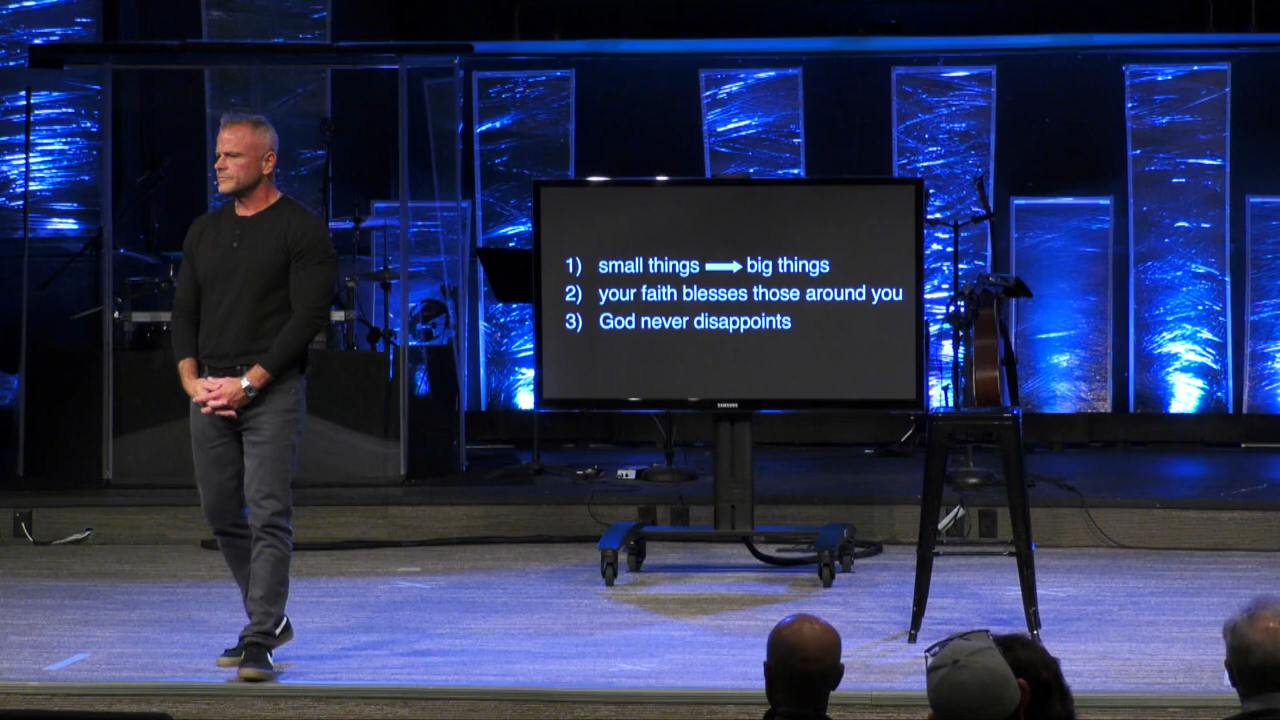 1) small things ➡ big things
2) your faith blesses those around you
3) God never disappoints
SAMSUNG